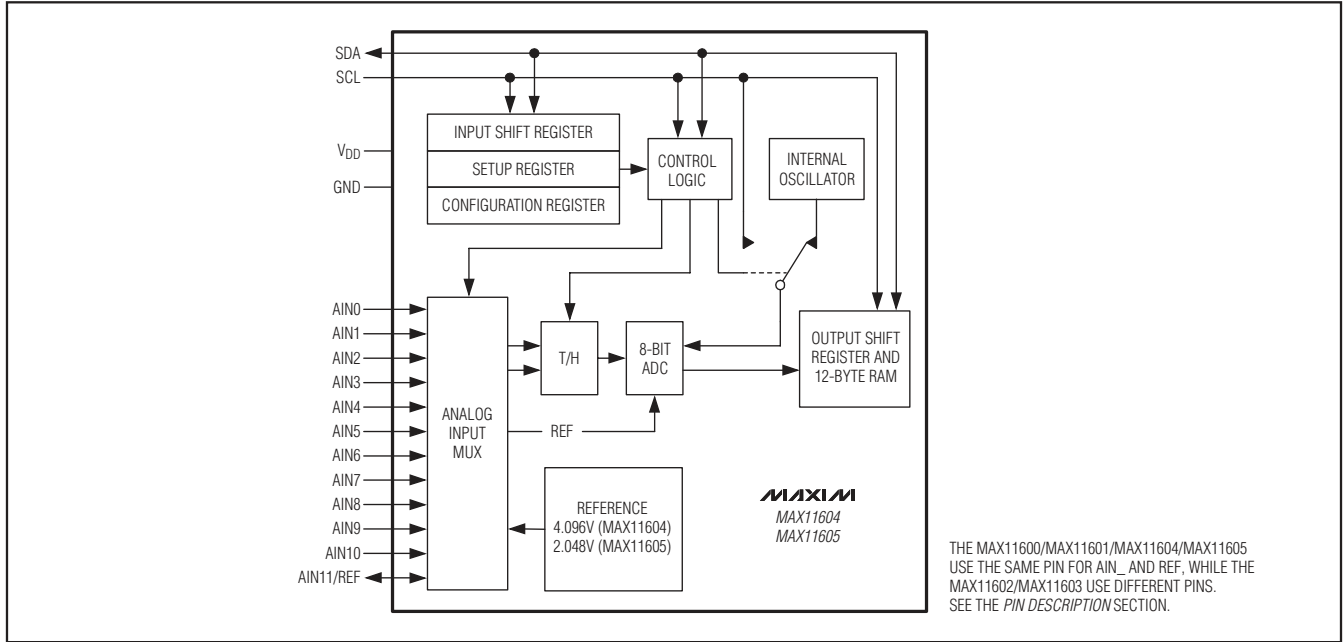 SDA
SCL
V_DD
GND
INPUT SHIFT REGISTER
SETUP REGISTER
CONFIGURATION REGISTER
CONTROL
LOGIC
INTERNAL
OSCILLATOR
AIN0
AIN1
AIN2
AIN3
AIN4
AIN5
AIN6
AIN7
AIN8
AIN9
AIN10
AIN11/REF
ANALOG
INPUT
MUX
T/H
8-BIT
ADC
REF
OUTPUT SHIFT
REGISTER AND
12-BYTE RAM
REFERENCE
4.096V (MAX11604)
2.048V (MAX11605)
MAXIM
MAX11604
MAX11605
THE MAX11600/MAX11601/MAX11604/MAX11605
USE THE SAME PIN FOR AIN_ AND REF, WHILE THE
MAX11602/MAX11603 USE DIFFERENT PINS.
SEE THE PIN DESCRIPTION SECTION.